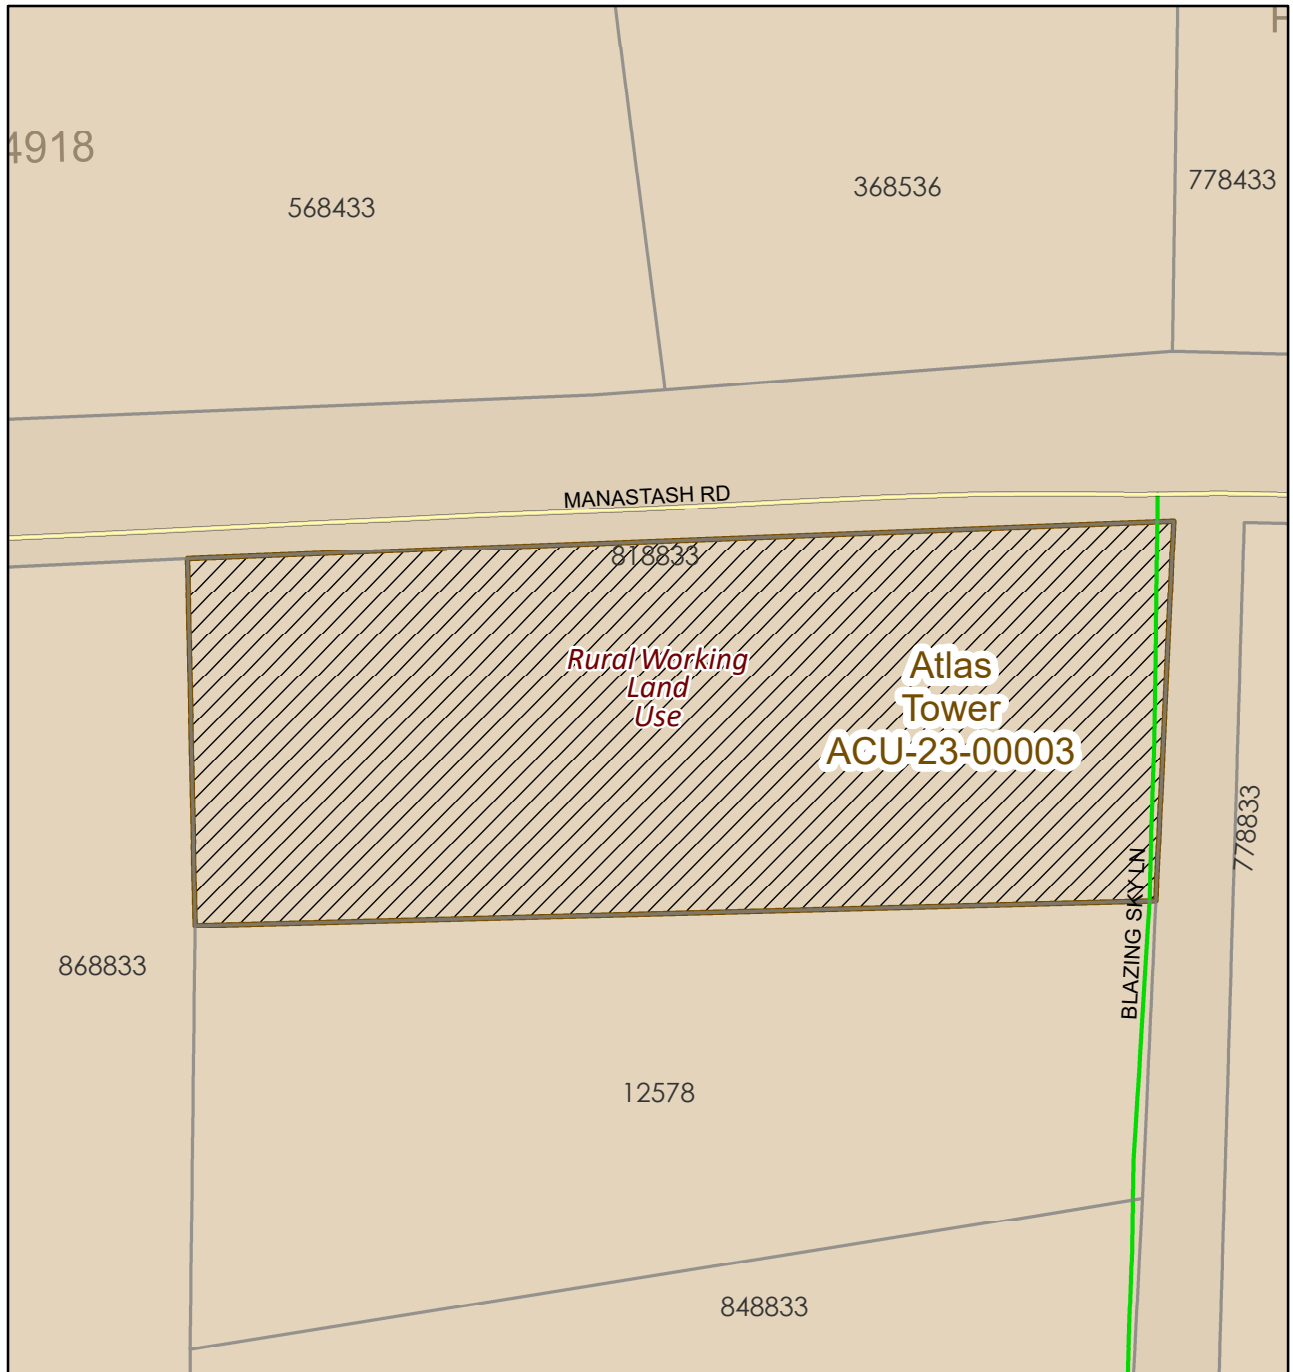 4918
568433
368536
778433
MANASTASH RD
818833
Rural Working
Land
Use
Atlas
Tower
ACU-23-00003
778833
BLAZING SKY LN
868833
12578
848833